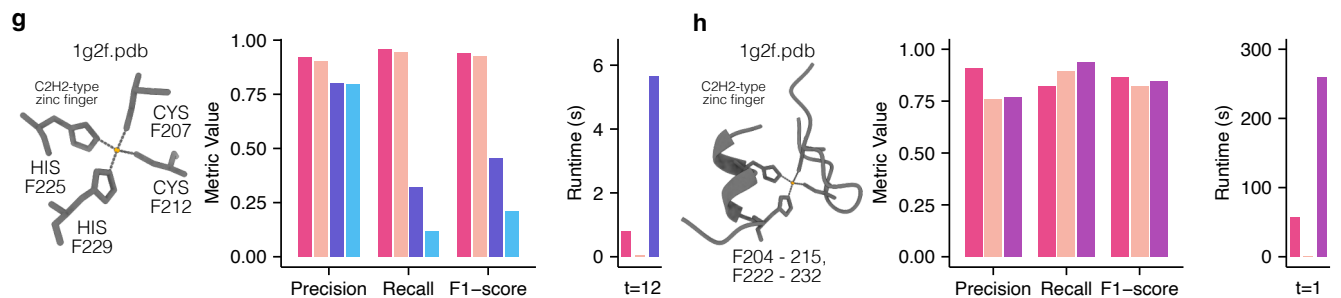 g
1g2f.pdb
C2H2-type
zinc finger
CYS
F207
HIS
F225
CYS
F212
HIS
F229
Metric Value
1.00
0.75
0.50
0.25
0.00
Precision
Recall
F1-score
Runtime (s)
6
4
2
0
t=12
h
1g2f.pdb
C2H2-type
zinc finger
F204 - 215,
F222 - 232
Metric Value
1.00
0.75
0.50
0.25
0.00
Precision
Recall
F1-score
Runtime (s)
300
200
100
0
t=1